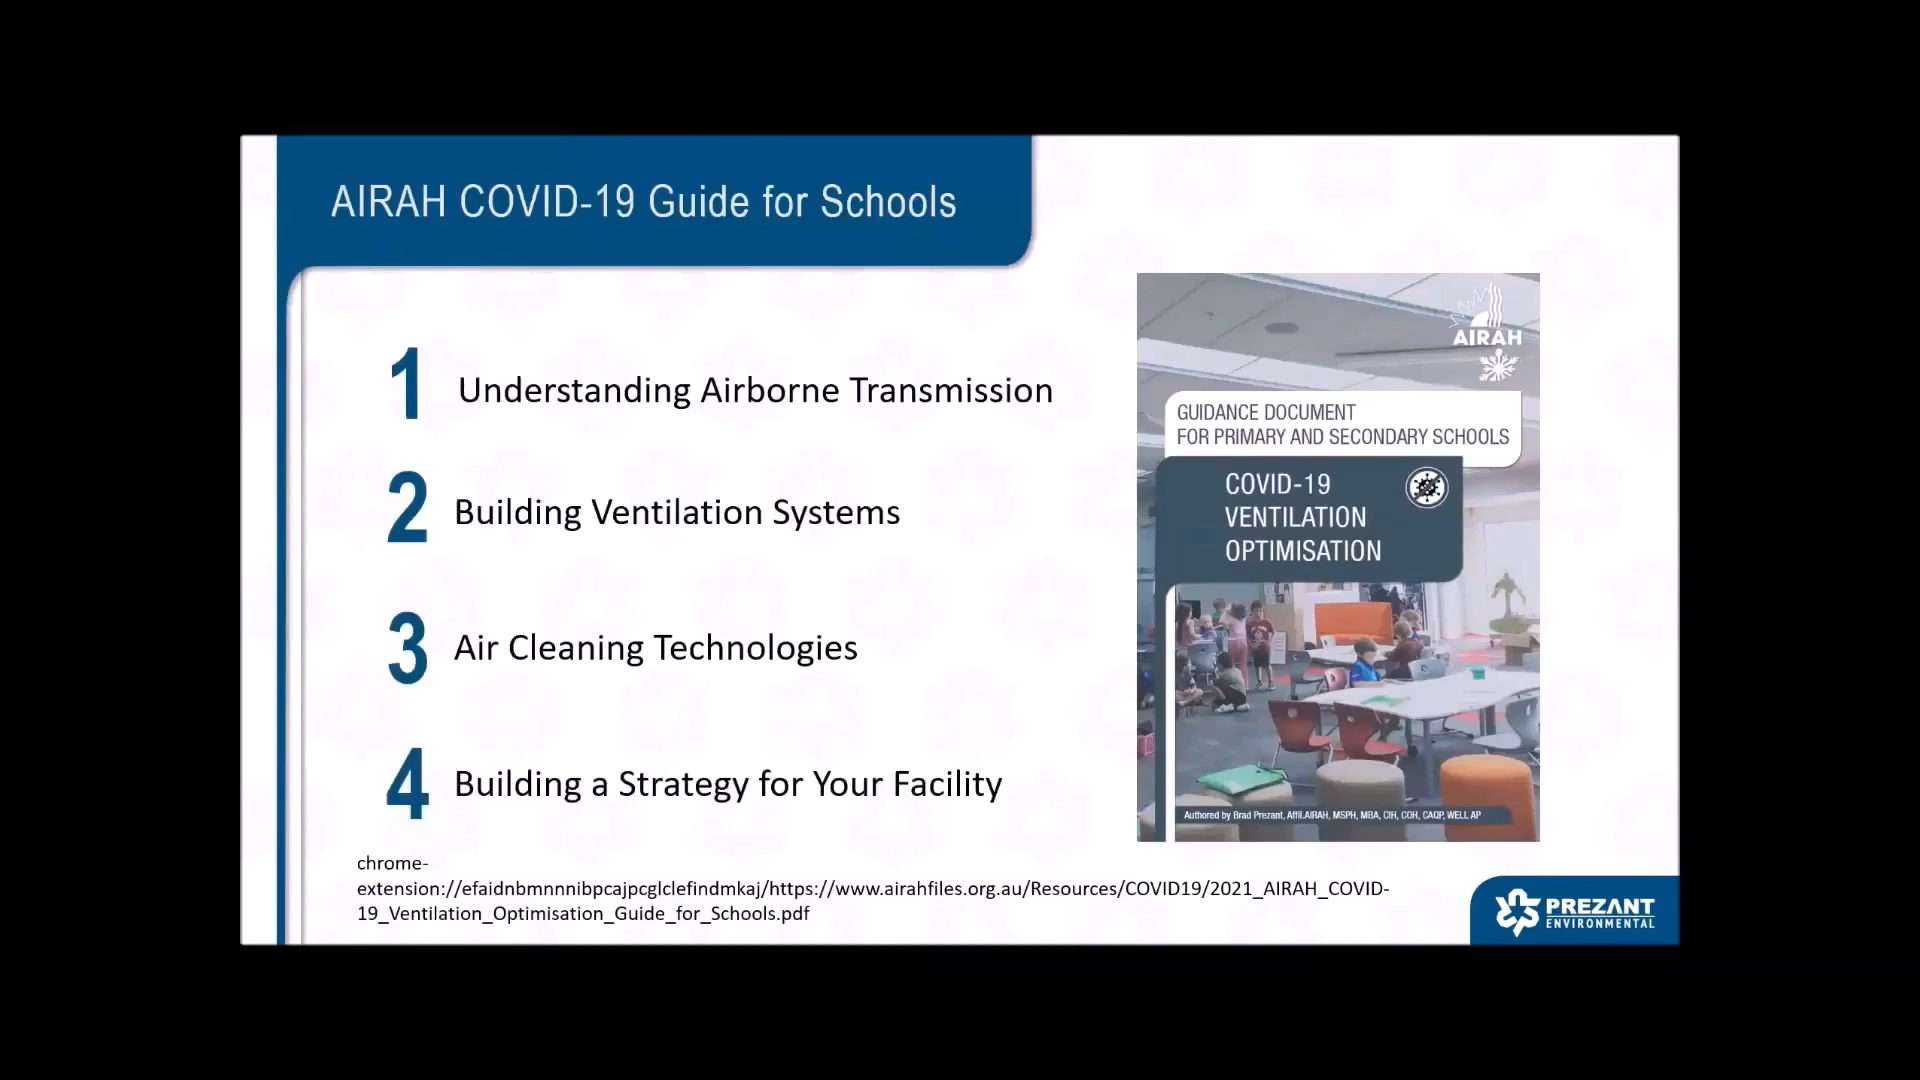 AIRAH COVID-19 Guide for Schools
1 Understanding Airborne Transmission
2 Building Ventilation Systems
3 Air Cleaning Technologies
4 Building a Strategy for Your Facility
chrome-
extension://efaidnbmnnnibpcajpcglclefindmkaj/https://www.airahfiles.org.au/Resources/COVID19/2021_AIRAH_COVID-
19_Ventilation_Optimisation_Guide_for_Schools.pdf
AIRAH
GUIDANCE DOCUMENT
FOR PRIMARY AND SECONDARY SCHOOLS
COVID-19
VENTILATION
OPTIMISATION
Authored by Brad Prezant, Affil.AIRAH, MSPH, MBA, CIH, COH, CAQP, WELL AP
PREZANT
ENVIRONMENTAL